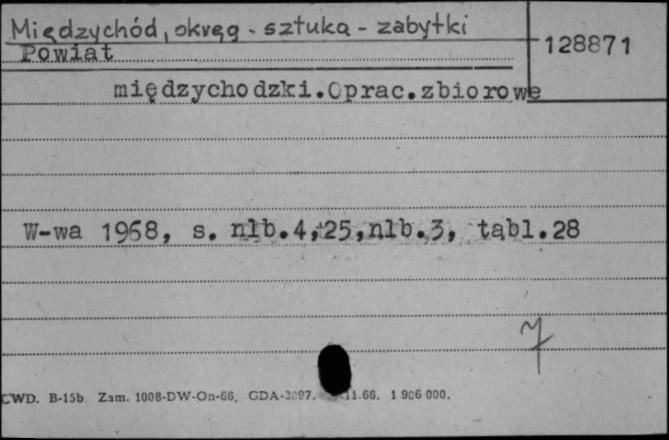 Międzychód, okręg - sztuka - zabytki
128871
Powiat
międzychodzki.Oprac.zbiorowe
W-wa 1968, s. nlb.4,25,nlb.3, tabl.28
CWD. B-15b Zam. 1008-DW-On-66. 11.66. 1 906 000.